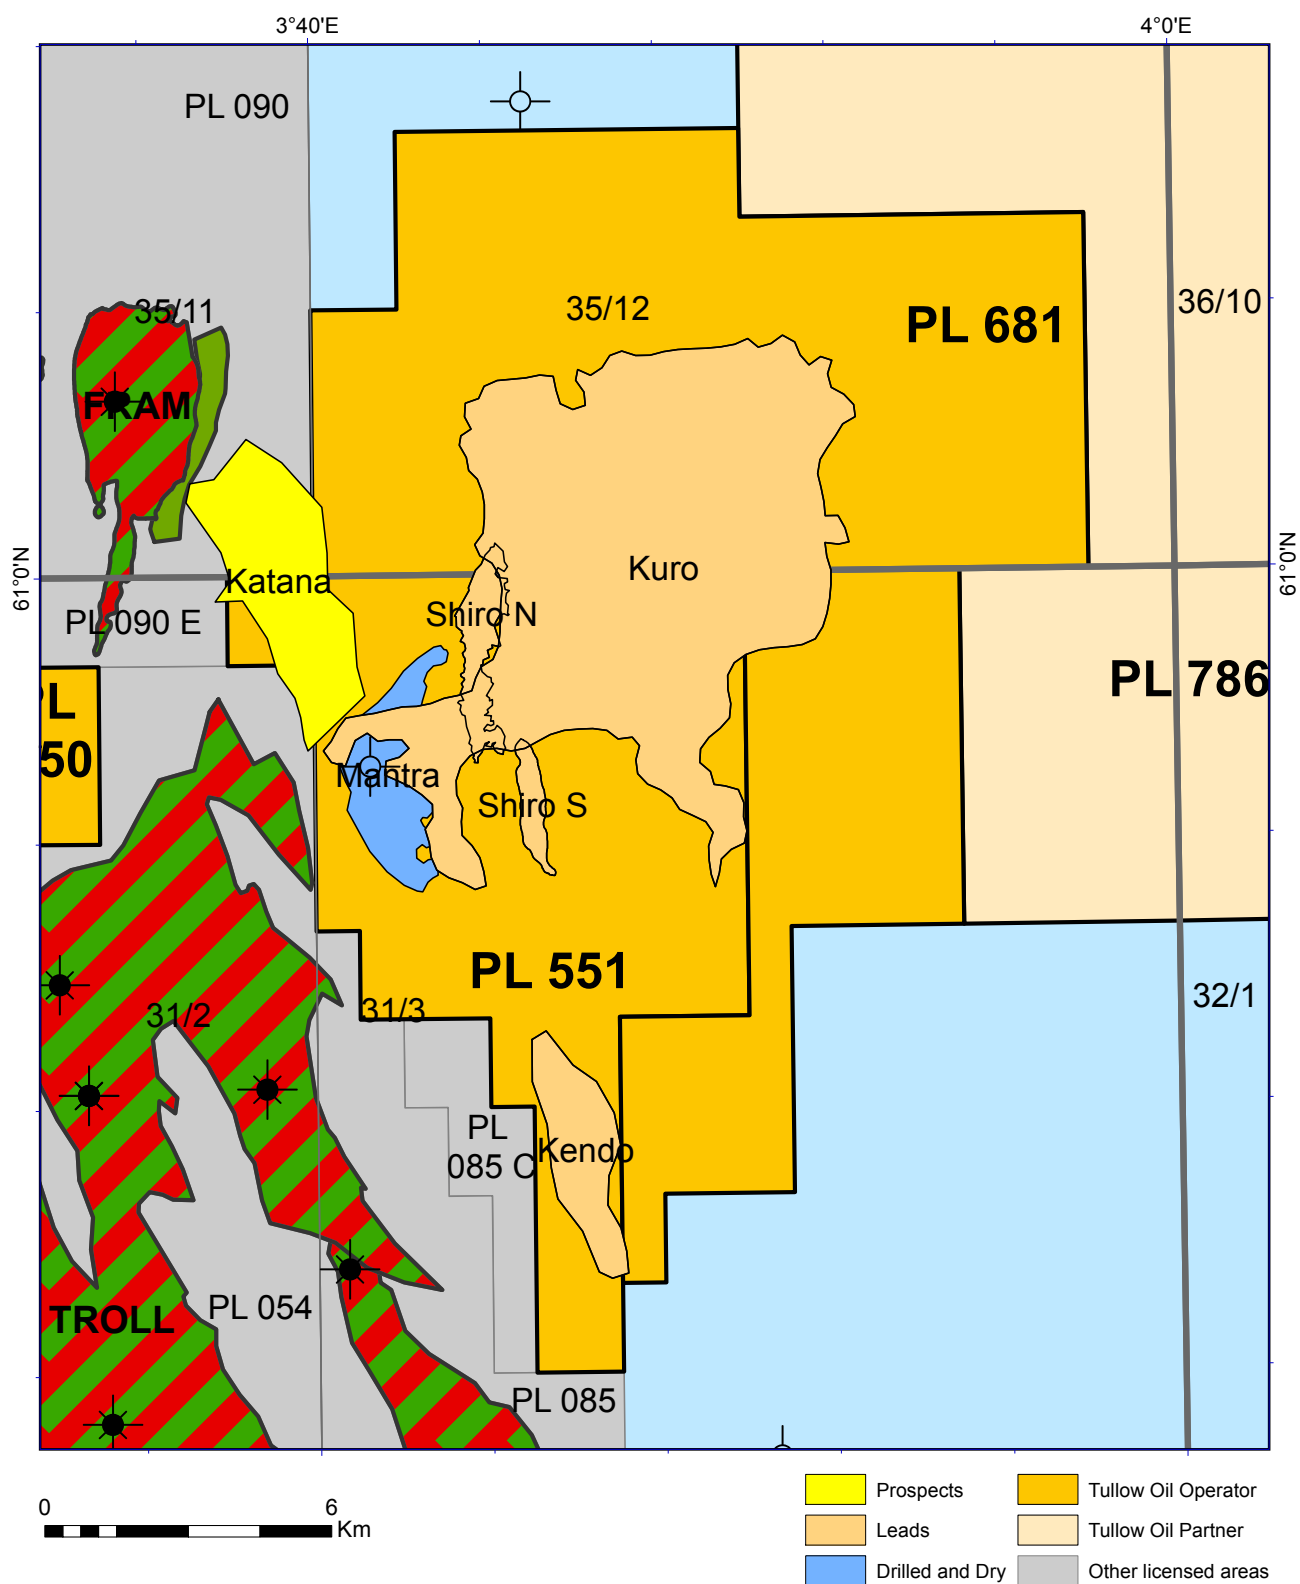 3°40'E
4°0'E
PL 090
35/11
35/12
36/10
PL 681
FRAM
61°0'N
61°0'N
Katana
Kuro
Shiro N
PL 090 E
PL
50
PL 786
Mantra
Shiro S
PL 551
31/2
31/3
32/1
PL
085 C
Kendo
TROLL
PL 054
PL 085
0
6
Km
Prospects
Tullow Oil Operator
Leads
Tullow Oil Partner
Drilled and Dry
Other licensed areas